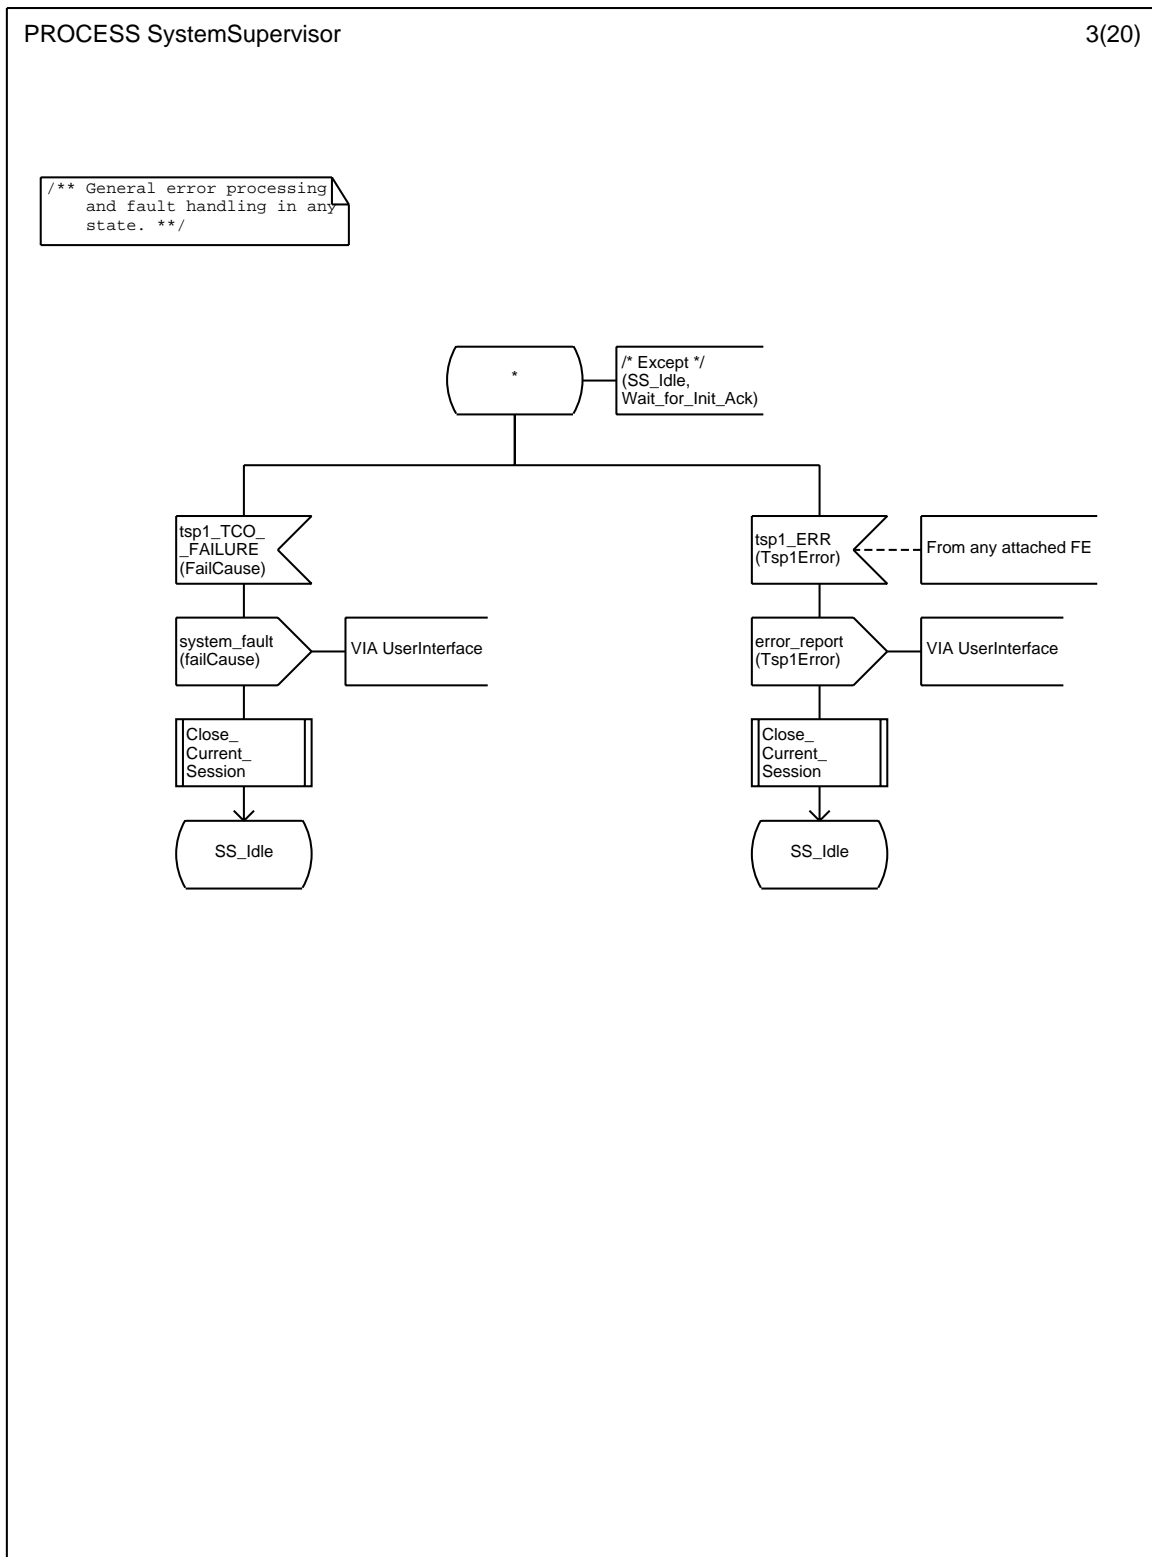 PROCESS SystemSupervisor
3(20)
/** General error processing
and fault handling in any
state. **/
*
/* Except */
(SS_Idle,
Wait_for_Init_Ack)
tsp1_TCO_
_FAILURE
(FailCause)
tsp1_ERR
(Tsp1Error)
From any attached FE
system_fault
(failCause)
VIA UserInterface
error_report
(Tsp1Error)
VIA UserInterface
Close_
Current_
Session
Close_
Current_
Session
SS_Idle
SS_Idle